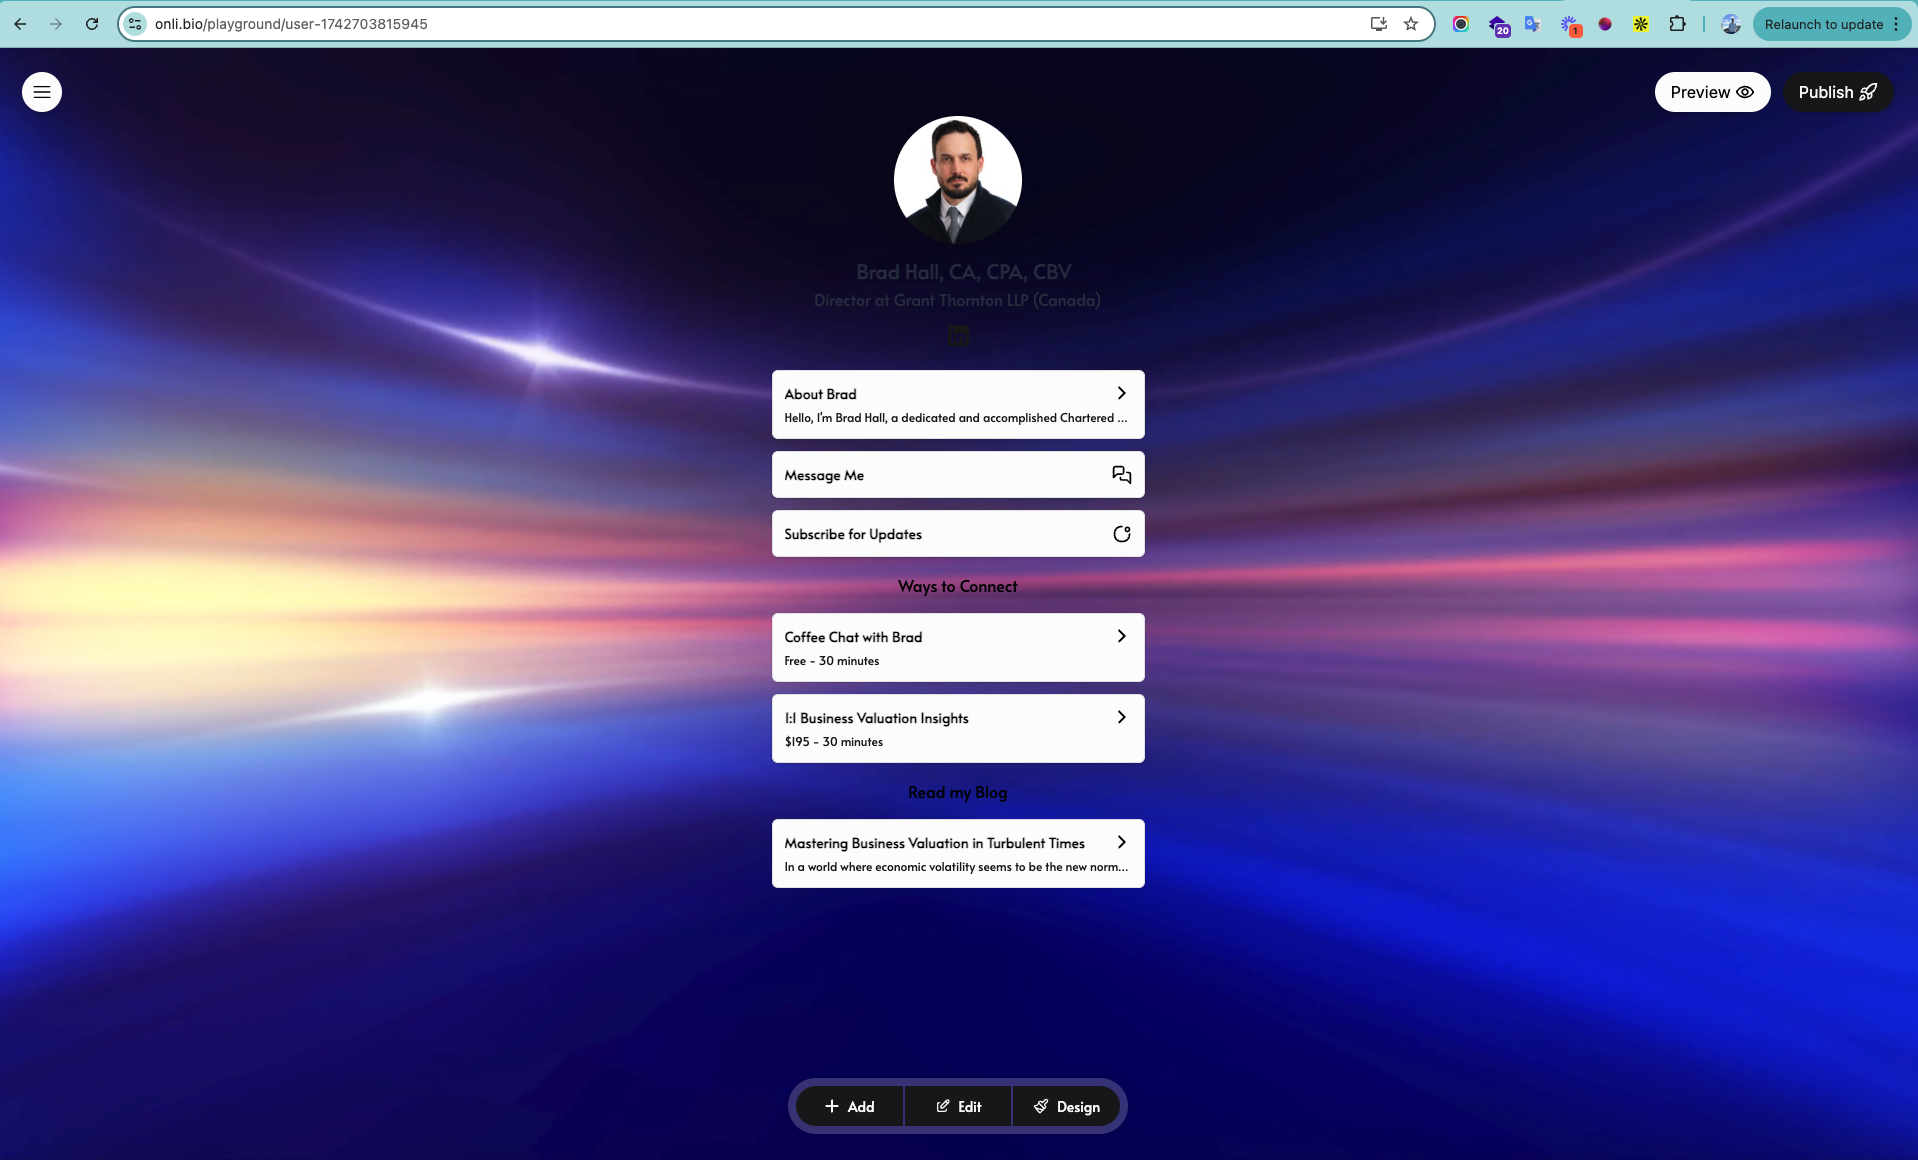 onli.bio/playground/user-1742703815945
20
1
Relaunch to update
Preview
Publish
Brad Hall, CA, CPA, CBV
Director at Grant Thornton LLP (Canada)
in
About Brad
Hello, I'm Brad Hall, a dedicated and accomplished Chartered ...
Message Me
Subscribe for Updates
Ways to Connect
Coffee Chat with Brad
Free - 30 minutes
1:1 Business Valuation Insights
$195 - 30 minutes
Read my Blog
Mastering Business Valuation in Turbulent Times
In a world where economic volatility seems to be the new norm...
Add
Edit
Design